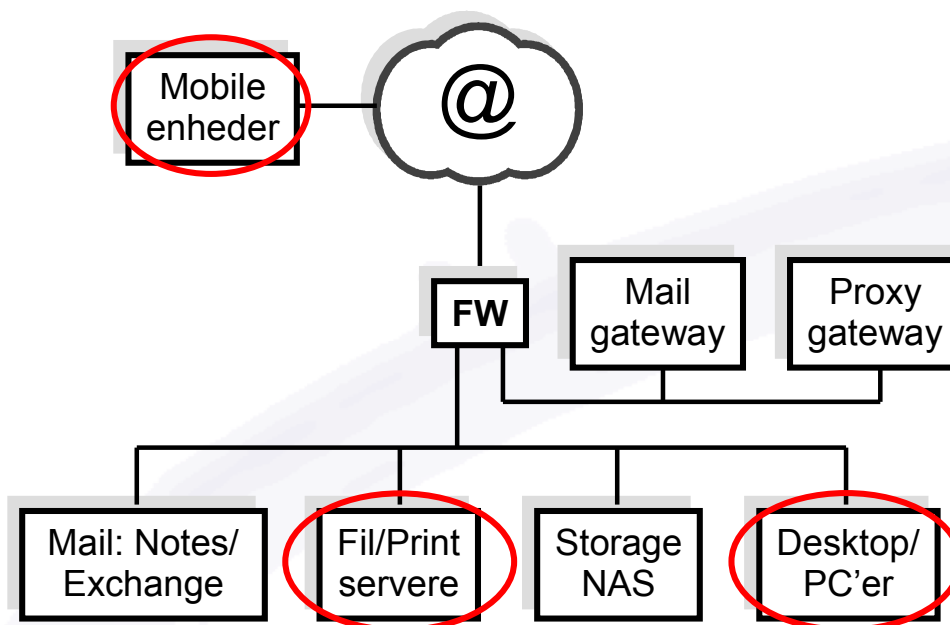 Mobile
enheder
@
FW
Mail
gateway
Proxy
gateway
Mail: Notes/
Exchange
Fil/Print
servere
Storage
NAS
Desktop/
PC’er